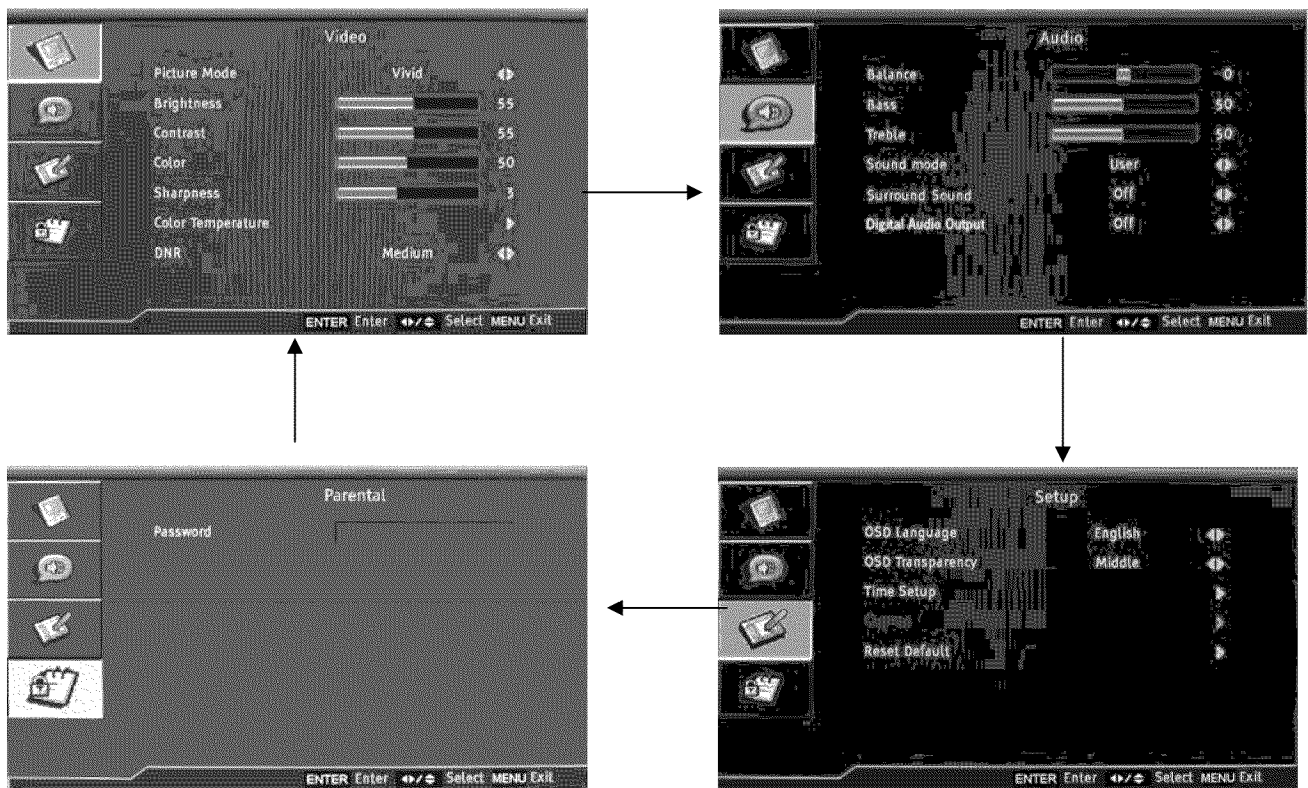 Video
Picture Mode Vivid
Brightness 55
Contrast 55
Color 50
Sharpness 3
Color Temperature
DNR Medium
ENTER Enter / Select MENU Exit
Audio
Balance 0
Bass 50
Treble 50
Sound mode User
Surround Sound Off
Digital Audio Output Off
ENTER Enter / Select MENU Exit
Parental
Password
ENTER Enter / Select MENU Exit
Setup
OSD Language English
OSD Transparency Middle
Time Setup
Reset Default
ENTER Enter / Select MENU Exit